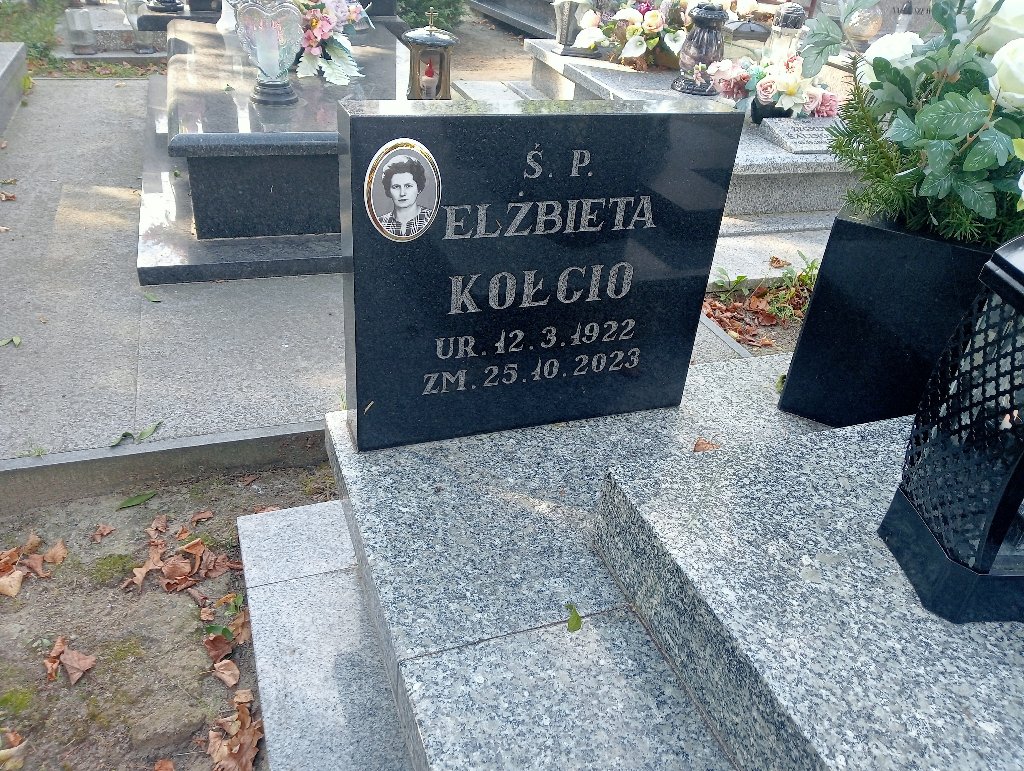 Ś. P.
ELŻBIETA
KOŁCIO
UR. 12. 3. 1922
ZM. 25. 10. 2023